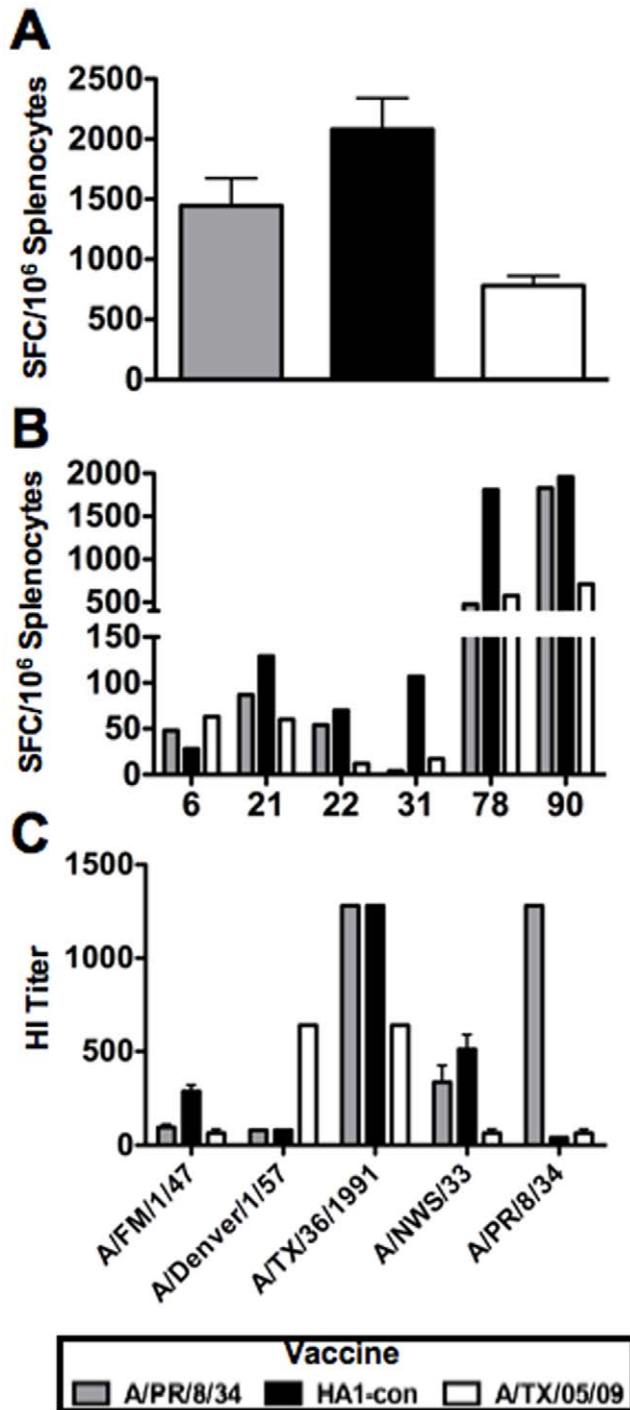 A
SFC/10⁶ Splenocytes
2500
2000
1500
1000
500
0
B
SFC/10⁶ Splenocytes
2000
1500
1000
500
150
100
50
0
6 21 22 31 78 90
C
HI Titer
1500
1000
500
0
A/FM/1/47
A/Denver/1/57
A/TX/36/1991
A/NWS/33
A/PR/8/34
Vaccine
A/PR/8/34 HA1-con A/TX/05/09